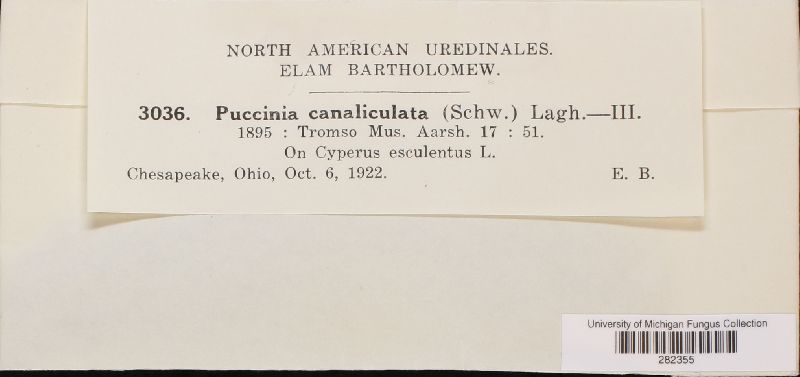 NORTH AMERICAN UREDINALES.
ELAM BARTHOLOMEW.
3036. Puccinia canaliculata (Schw.) Lagh.—III.
1895 : Tromso Mus. Aarsh. 17 : 51.
On Cyperus esculentus L.
Chesapeake, Ohio, Oct. 6, 1922. E. B.
University of Michigan Fungus Collection
282355